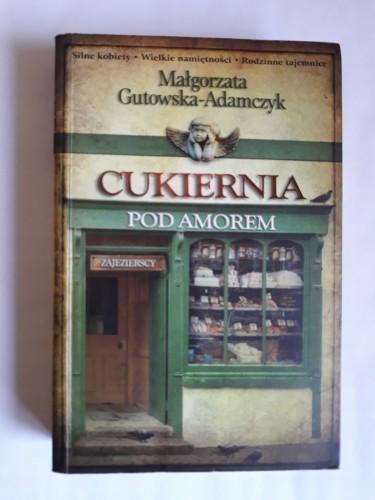 Silne kobiety • Wielkie namiętności • Rodzinne tajemnice
Małgorzata
Gutowska-Adamczyk
CUKIERNIA
POD AMOREM
ZAJEZIERSCY